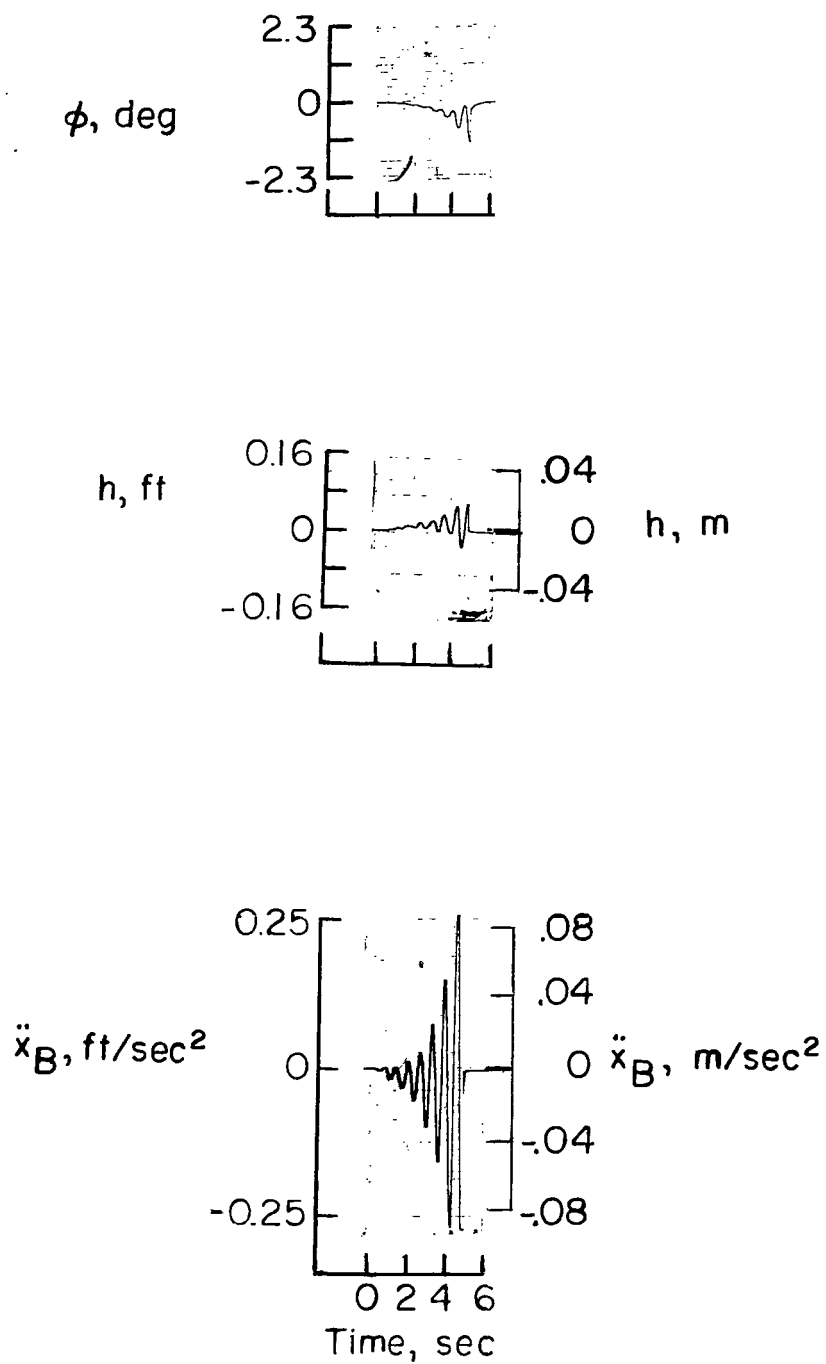 2.3
0
-2.3
ϕ, deg
0.16
0
-0.16
h, ft
.04
0
-.04
h, m
0.25
0
-0.25
ẍB, ft/sec²
.08
.04
0
-.04
-.08
ẍB, m/sec²
0 2 4 6
Time, sec